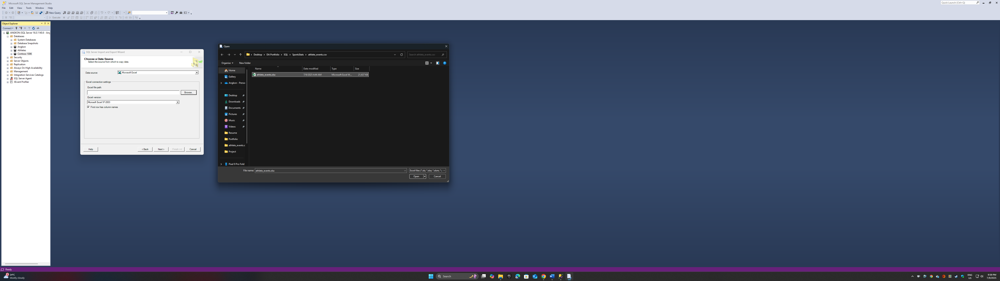 Microsoft SQL Server Management Studio
Quick Launch (Ctrl+Q)
File Edit View Tools Window Help
New Query
Execute
Object Explorer
Connect
ANGKON (SQL Server 16.0.1140.6 - Ang
Databases
System Databases
Database Snapshots
Angkon
Athletes
Contoso 100K
Security
Server Objects
Replication
Always On High Availability
Management
Integration Services Catalogs
SQL Server Agent
XEvent Profiler
SQL Server Import and Export Wizard
Choose a Data Source
Select the source from which to copy data.
Data source: Microsoft Excel
Excel connection settings
Excel file path:
Browse...
Excel version:
Microsoft Excel 97-2003
First row has column names
Help < Back Next > Finish >>| Cancel
Open
Desktop > DA Portfolio > SQL > SportsStats > athlete_events.csv
Search athlete_events.csv
Organise New folder
Name Date modified Type Size
athlete_events.xlsx 7/9/2025 4:44 AM Microsoft Excel W... 21,637 KB
Home
Gallery
Angkon - Person
Desktop
Downloads
Documents
Pictures
Music
Videos
Resume
Portfolio
athlete_events.c
Project
Pixel 9 Pro Fold
File name: athlete_events.xlsx
Excel files (*.xls; *.xlsx; *.xlsm; *.
Open Cancel
Ready
24°C
Mostly cloudy
Search
ENG
US
9:59 PM
7/9/2025